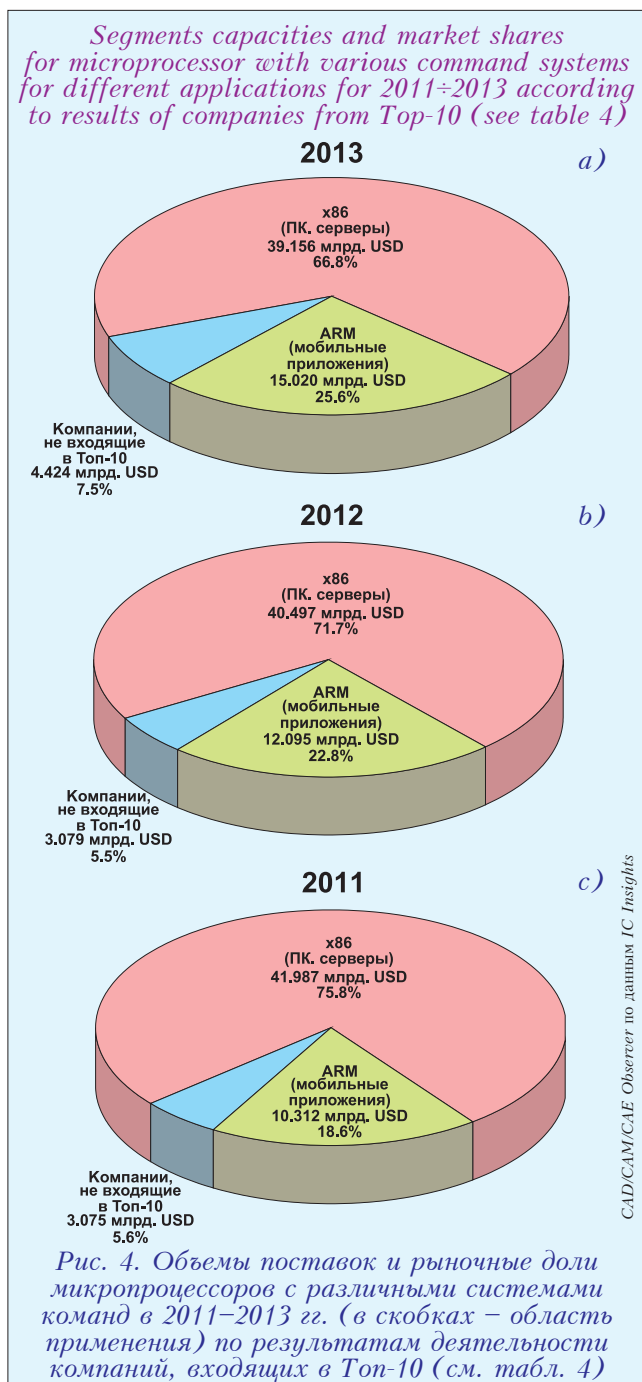 Segments capacities and market shares
for microprocessor with various command systems
for different applications for 2011÷2013 according
to results of companies from Top-10 (see table 4)
2013
a)
x86
(ПК. серверы)
39.156 млрд. USD
66.8%
ARM
(мобильные
приложения)
15.020 млрд. USD
25.6%
Компании,
не входящие
в Топ-10
4.424 млрд. USD
7.5%
2012
b)
x86
(ПК. серверы)
40.497 млрд. USD
71.7%
ARM
(мобильные
приложения)
12.095 млрд. USD
22.8%
Компании,
не входящие
в Топ-10
3.079 млрд. USD
5.5%
2011
c)
x86
(ПК. серверы)
41.987 млрд. USD
75.8%
ARM
(мобильные
приложения)
10.312 млрд. USD
18.6%
Компании,
не входящие
в Топ-10
3.075 млрд. USD
5.6%
CAD/CAM/CAE Observer по данным IC Insights
Рис. 4. Объемы поставок и рыночные доли
микропроцессоров с различными системами
команд в 2011–2013 гг. (в скобках – область
применения) по результатам деятельности
компаний, входящих в Топ-10 (см. табл. 4)